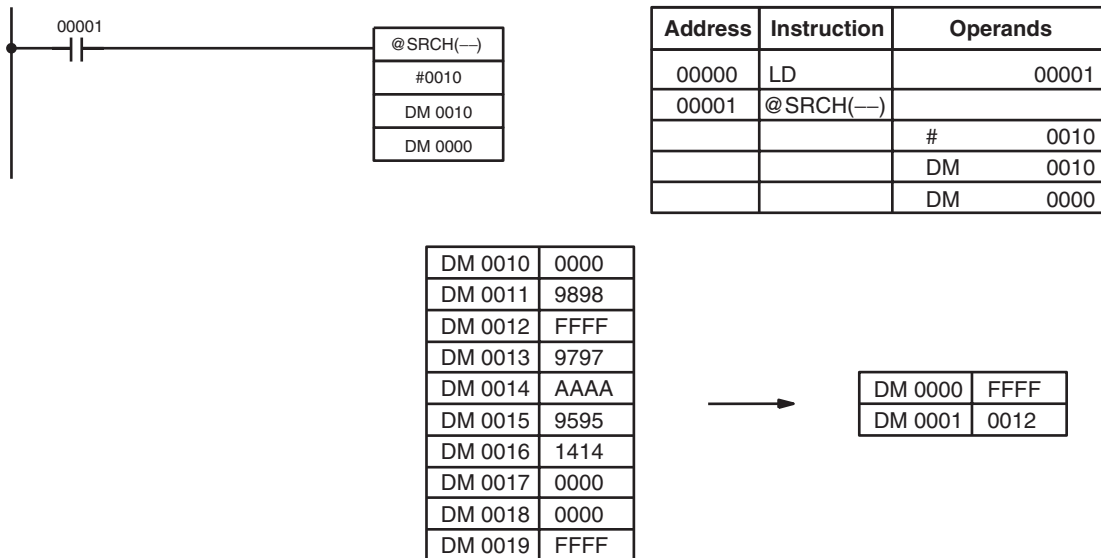 00001
@SRCH(––)
#0010
DM 0010
DM 0000
Address Instruction Operands
00000 LD 00001
00001 @SRCH(––)
# 0010
DM 0010
DM 0000
DM 0010 0000
DM 0011 9898
DM 0012 FFFF
DM 0013 9797
DM 0014 AAAA
DM 0015 9595
DM 0016 1414
DM 0017 0000
DM 0018 0000
DM 0019 FFFF
DM 0000 FFFF
DM 0001 0012